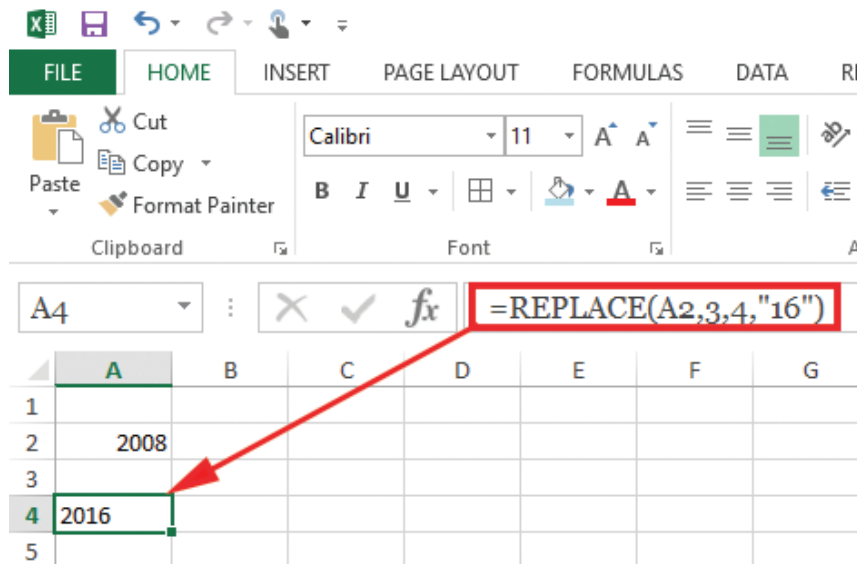 FILE HOME INSERT PAGE LAYOUT FORMULAS DATA
Cut
Copy
Paste
Format Painter
Calibri 11 A A
B I U A
Clipboard Font
A4 fx =REPLACE(A2,3,4,"16")
A B C D E F G
1
2 2008
3
4 2016
5